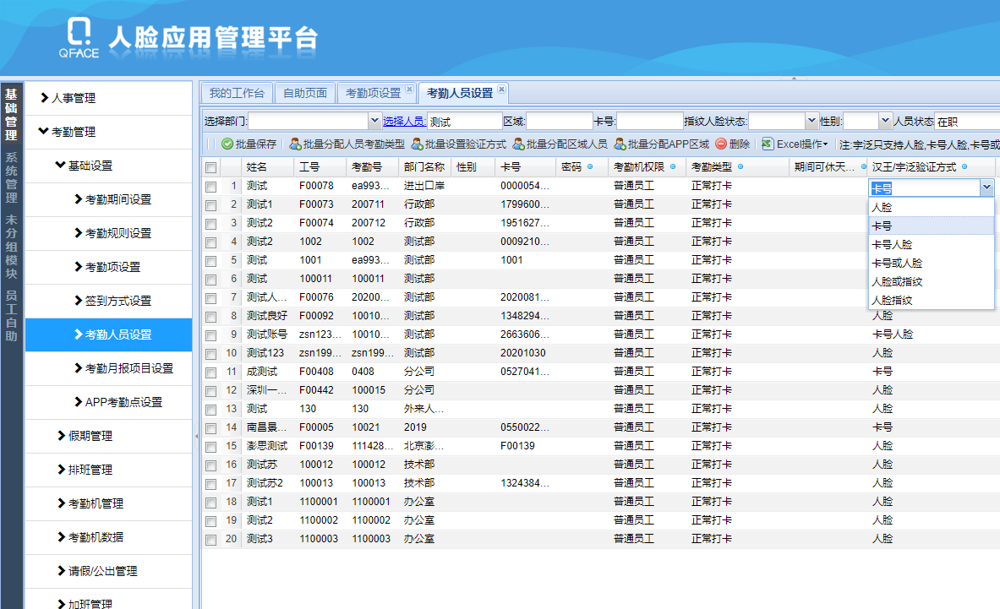 QFACE 人脸应用管理平台
基础管理
系统管理
未分组模块
员工自助
人事管理
考勤管理
基础设置
考勤期间设置
考勤规则设置
考勤项设置
签到方式设置
考勤人员设置
考勤月报项目设置
APP考勤点设置
假期管理
排班管理
考勤机管理
考勤机数据
请假/公出管理
加班管理
我的工作台 自助页面 考勤项设置 考勤人员设置
选择部门: 选择人员: 测试 区域: 卡号: 指纹人脸状态: 性别: 人员状态 在职
批量保存 批量分配人员考勤类型 批量设置验证方式 批量分配区域人员 批量分配APP区域 删除 Excel操作 注:宇泛只支持人脸,卡号人脸,卡号或
姓名 工号 考勤号 部门名称 性别 卡号 密码 考勤机权限 考勤类型 期间可休天... 汉王/宇泛验证方式
1 测试 F00078 ea993... 进出口岸 0000054... 普通员工 正常打卡 卡号
2 测试1 F00073 200711 行政部 1799600... 普通员工 正常打卡
3 测试2 F00074 200712 行政部 1951627... 普通员工 正常打卡
4 测试2 1002 1002 测试部 0009210... 普通员工 正常打卡
5 测试 1001 ea993... 测试部 1001 普通员工 正常打卡
6 测试 100011 100011 测试部 普通员工 正常打卡
7 测试人... F00076 20200... 测试部 2020081... 普通员工 正常打卡
人脸
卡号
卡号人脸
卡号或人脸
人脸或指纹
人脸指纹
8 测试良好 F00092 10010... 测试部 1348294... 普通员工 正常打卡 人脸
9 测试账号 zsn123... 10010... 测试部 2663606... 普通员工 正常打卡 卡号人脸
10 测试123 zsn199... zsn199... 测试部 20201030 普通员工 正常打卡 人脸
11 成测试 F00408 0408 分公司 0527041... 普通员工 正常打卡 卡号
12 深圳一... F00442 100015 分公司 普通员工 正常打卡 人脸
13 测试 130 130 外来人... 普通员工 正常打卡 人脸
14 南昌景... F00005 10021 2019 0550022... 普通员工 正常打卡 卡号
15 澎思测试 F00139 111428... 北京澎... F00139 普通员工 正常打卡 人脸
16 测试苏 100012 100012 技术部 普通员工 正常打卡 人脸
17 测试苏2 100013 100013 技术部 1324384... 普通员工 正常打卡 人脸
18 测试1 1100001 1100001 办公室 普通员工 正常打卡 人脸
19 测试2 1100002 1100002 办公室 普通员工 正常打卡 人脸
20 测试3 1100003 1100003 办公室 普通员工 正常打卡 人脸